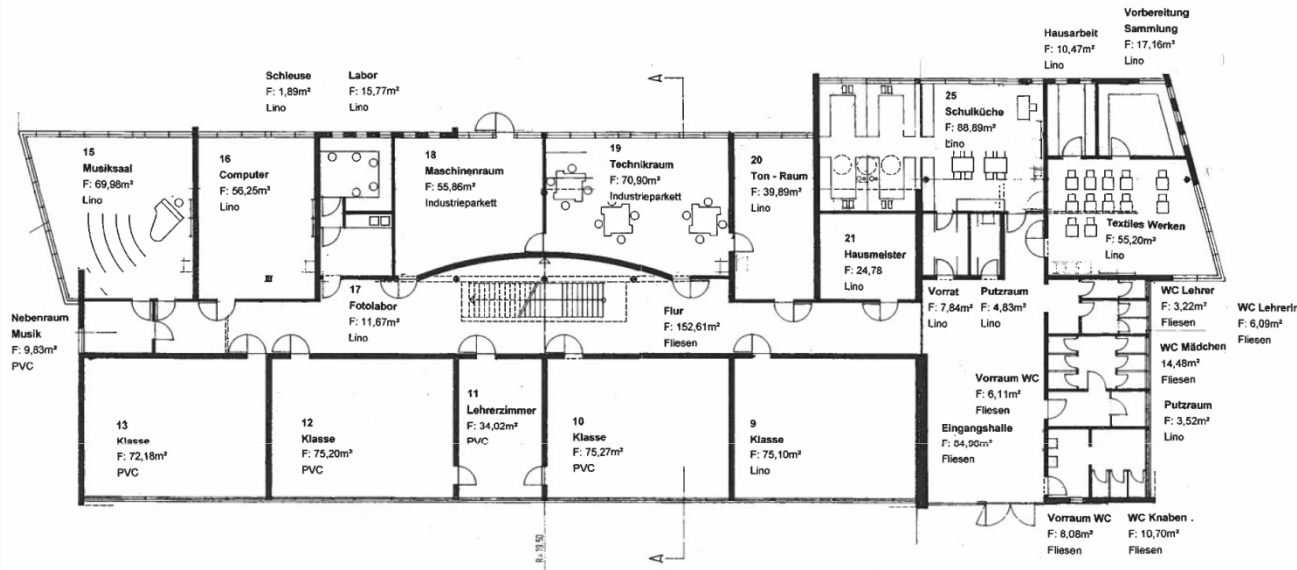 Vorbereitung
Sammlung
F: 17,16m²
Lino
Hausarbeit
F: 10,47m²
Lino
Schleuse
F: 1,89m²
Lino
Labor
F: 15,77m²
Lino
15
Musiksaal
F: 69,98m²
Lino
16
Computer
F: 56,25m²
Lino
18
Maschinenraum
F: 55,86m²
Industrieparkett
19
Technikraum
F: 70,90m²
Industrieparkett
20
Ton - Raum
F: 39,89m²
Lino
25
Schulküche
F: 88,89m²
Lino
21
Hausmeister
F: 24,78
Lino
Textiles Werken
F: 55,20m²
Lino
Nebenraum
Musik
F: 9,83m²
PVC
17
Fotolabor
F: 11,67m²
Lino
Flur
F: 152,61m²
Fliesen
Vorrat
F: 7,84m²
Lino
Putzraum
F: 4,83m²
Lino
WC Lehrer
F: 3,22m²
Fliesen
WC Lehrerin
F: 6,09m²
Fliesen
WC Mädchen
14,48m²
Fliesen
Vorraum WC
F: 6,11m²
Fliesen
Putzraum
F: 3,52m²
Lino
Eingangshalle
F: 84,96m²
Fliesen
13
Klasse
F: 72,18m²
PVC
12
Klasse
F: 75,20m²
PVC
11
Lehrerzimmer
F: 34,02m²
PVC
10
Klasse
F: 75,27m²
PVC
9
Klasse
F: 75,10m²
Lino
R= 19.50
Vorraum WC
F: 8,08m²
Fliesen
WC Knaben .
F: 10,70m²
Fliesen